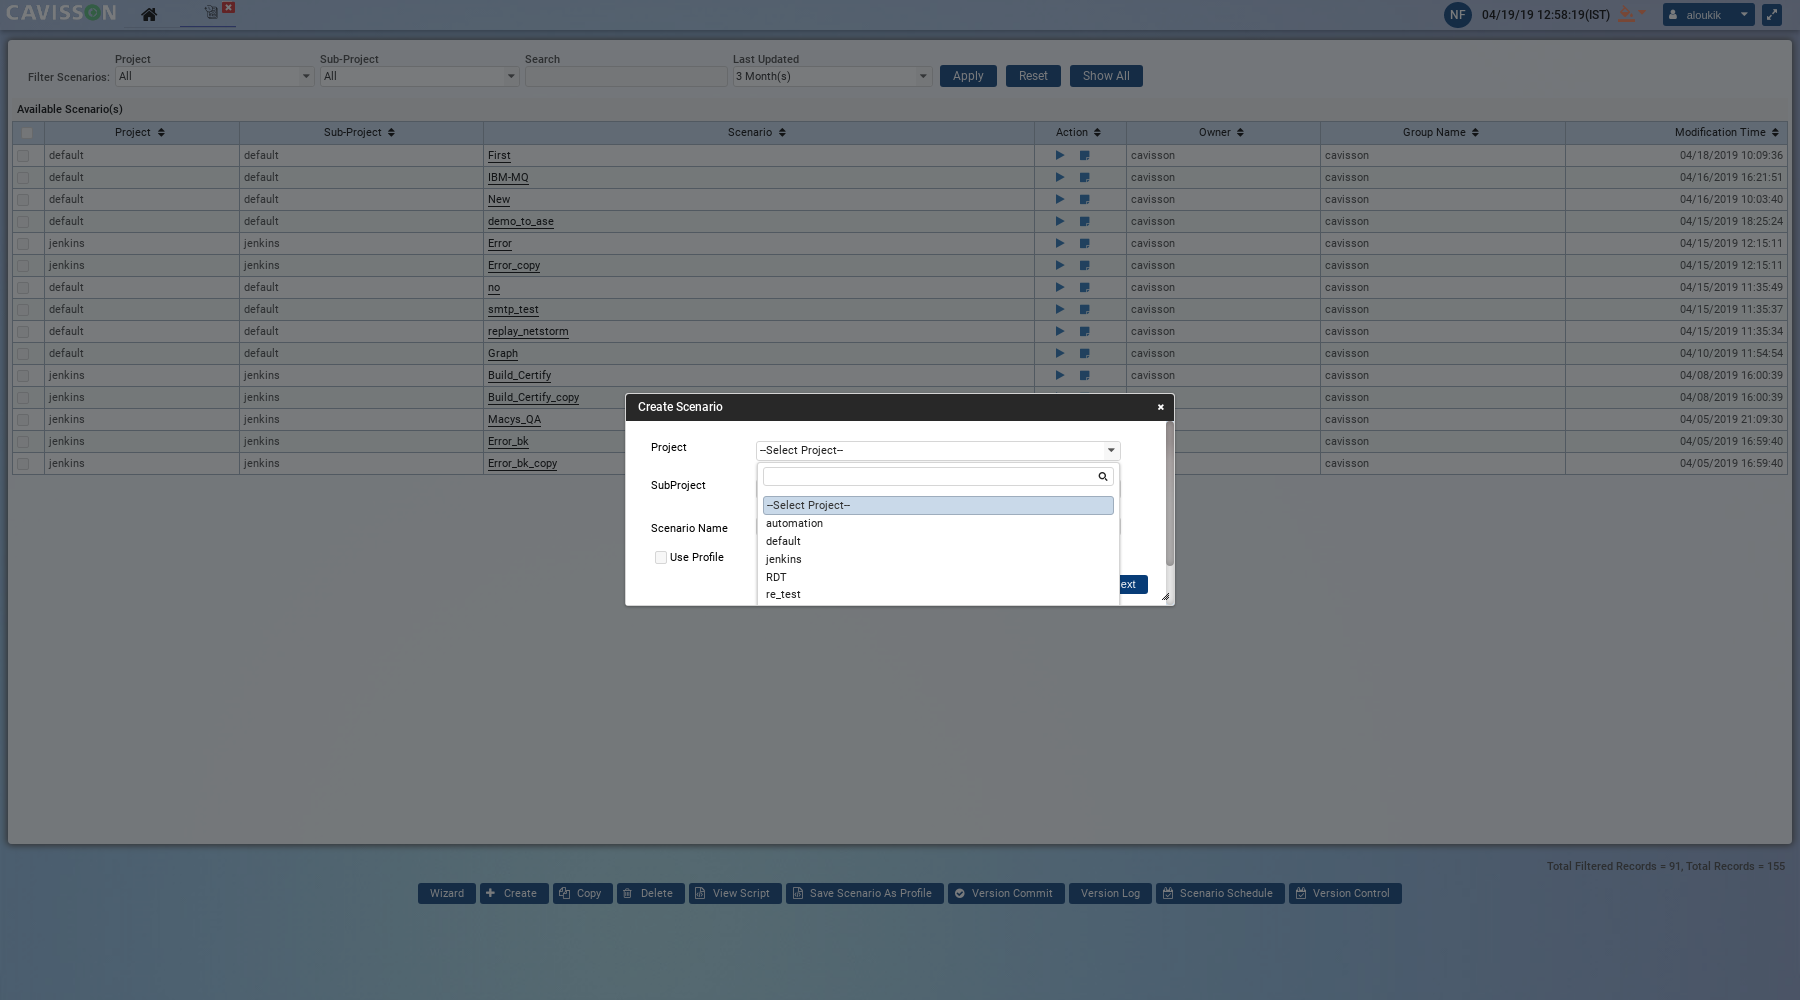 CAVISSON
NF 04/19/19 12:58:19(IST) aloukik
Project Sub-Project Search Last Updated
Filter Scenarios: All All 3 Month(s) Apply Reset Show All
Available Scenario(s)
Project Sub-Project Scenario Action Owner Group Name Modification Time
default default First cavisson cavisson 04/18/2019 10:09:36
default default IBM-MQ cavisson cavisson 04/16/2019 16:21:51
default default New cavisson cavisson 04/16/2019 10:03:40
default default demo_to_ase cavisson cavisson 04/15/2019 18:25:24
jenkins jenkins Error cavisson cavisson 04/15/2019 12:15:11
jenkins jenkins Error_copy cavisson cavisson 04/15/2019 12:15:11
default default no cavisson cavisson 04/15/2019 11:35:49
default default smtp_test cavisson cavisson 04/15/2019 11:35:37
default default replay_netstorm cavisson cavisson 04/15/2019 11:35:34
default default Graph cavisson cavisson 04/10/2019 11:54:54
jenkins jenkins Build_Certify cavisson cavisson 04/08/2019 16:00:39
jenkins jenkins Build_Certify_copy cavisson 04/08/2019 16:00:39
jenkins jenkins Macys_QA cavisson 04/05/2019 21:09:30
jenkins jenkins Error_bk cavisson 04/05/2019 16:59:40
jenkins jenkins Error_bk_copy cavisson 04/05/2019 16:59:40
Create Scenario
Project --Select Project--
SubProject
--Select Project--
automation
Scenario Name
default
Use Profile jenkins
RDT
ext
re_test
Total Filtered Records = 91, Total Records = 155
Wizard Create Copy Delete View Script Save Scenario As Profile Version Commit Version Log Scenario Schedule Version Control